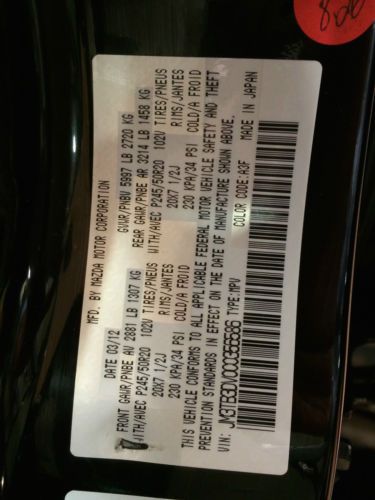 MFD. BY MAZDA MOTOR CORPORATION
DATE 03/12 GVWR/PNBV 5997 LB 2720 KG
FRONT GAWR/PNBE AV 2881 LB 1307 KG REAR GAWR/PNBE AR 3214 LB 1458 KG
WITH/AVEC P245/50R20 102V TIRES/PNEUS WITH/AVEC P245/50R20 102V TIRES/PNEUS
20X7 1/2J RIMS/JANTES 20X7 1/2J RIMS/JANTES
230 KPA/34 PSI COLD/A FROID 230 KPA/34 PSI COLD/A FROID
THIS VEHICLE CONFORMS TO ALL APPLICABLE FEDERAL MOTOR VEHICLE SAFETY AND THEFT
PREVENTION STANDARDS IN EFFECT ON THE DATE OF MANUFACTURE SHOWN ABOVE.
VIN: TYPE: MPV COLOR CODE: A3F MADE IN JAPAN